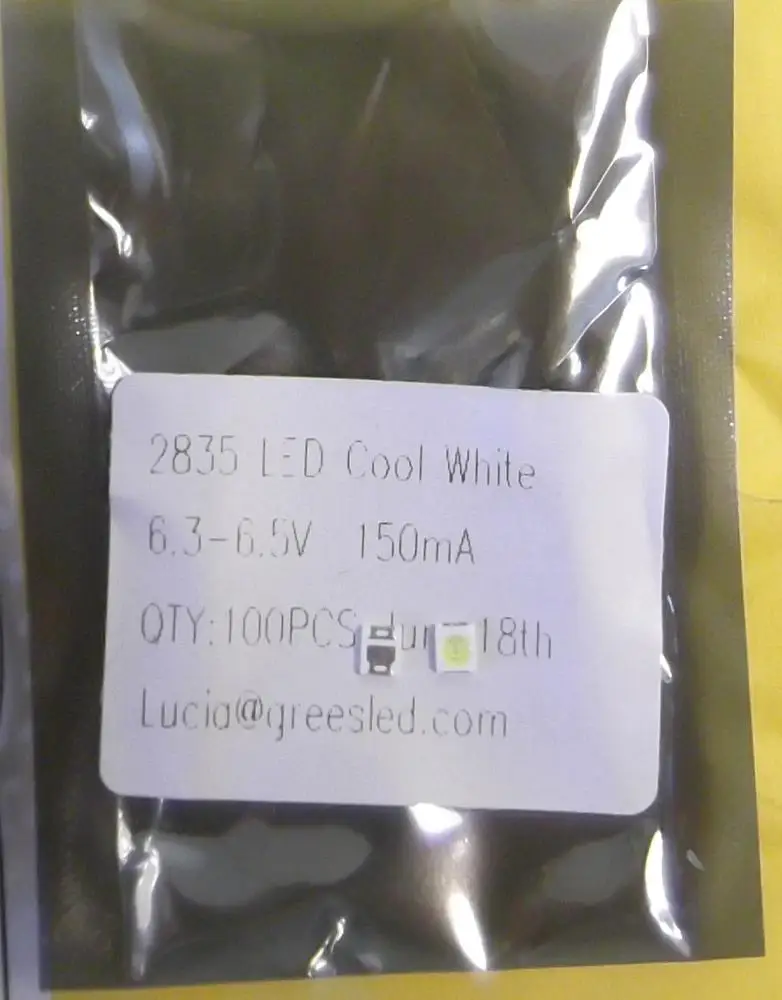 2835 LED Cool White
6.3-6.5V 150mA
QTY:100PCS 18th
Lucia@greesled.com